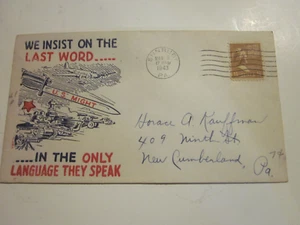 WE INSIST ON THE
LAST WORD.....
U.S. MIGHT
....IN THE ONLY
LANGUAGE THEY SPEAK
PA.
Horace A Kauffman
409 Ninth St
New Cumberland,
Pa